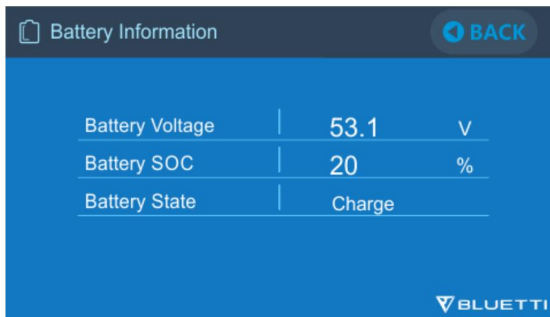 Battery Information
BACK
Battery Voltage 53.1 V
Battery SOC 20 %
Battery State Charge
BLUETTI